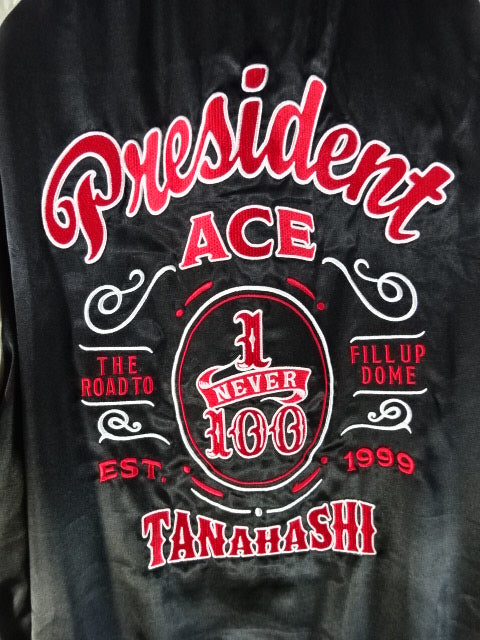 President
ACE
1
NEVER
100
THE
ROAD TO
FILL UP
DOME
EST. 1999
TANAHASHI